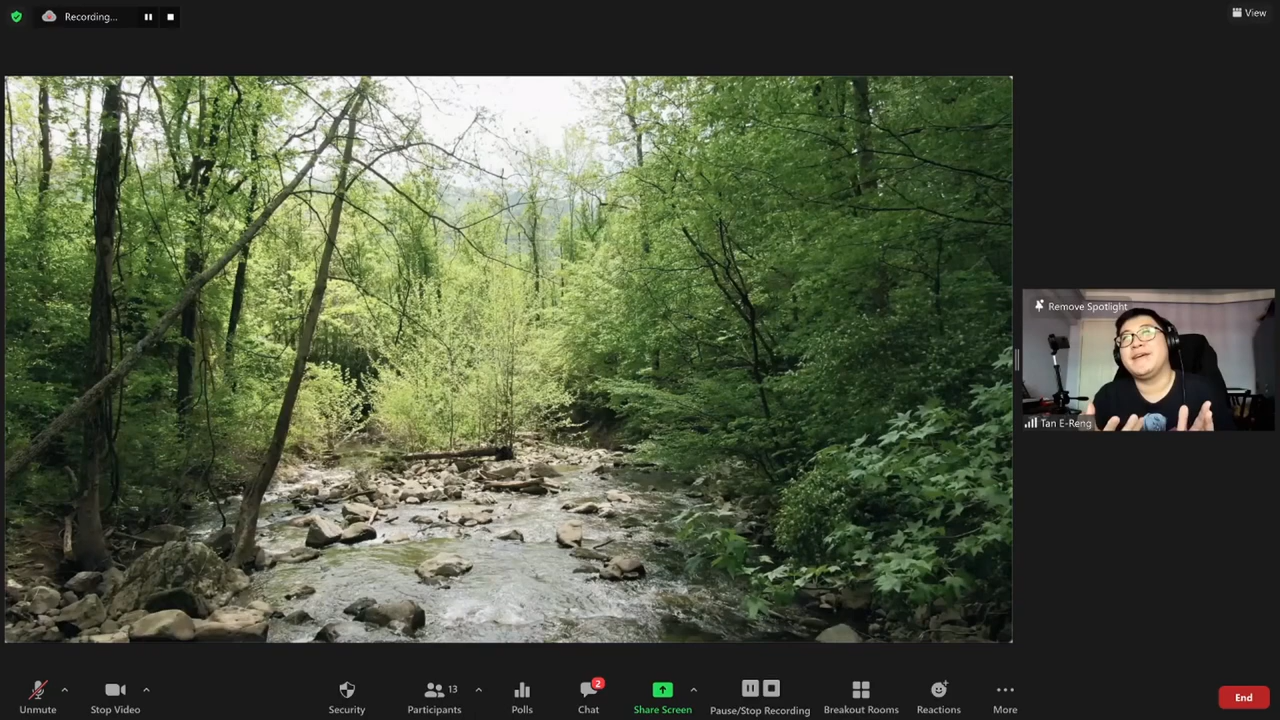 Recording...
View
Remove Spotlight
Tan E-Reng
Unmute
Stop Video
Security
13
Participants
Polls
2
Chat
Share Screen
Pause/Stop Recording
Breakout Rooms
Reactions
More
End